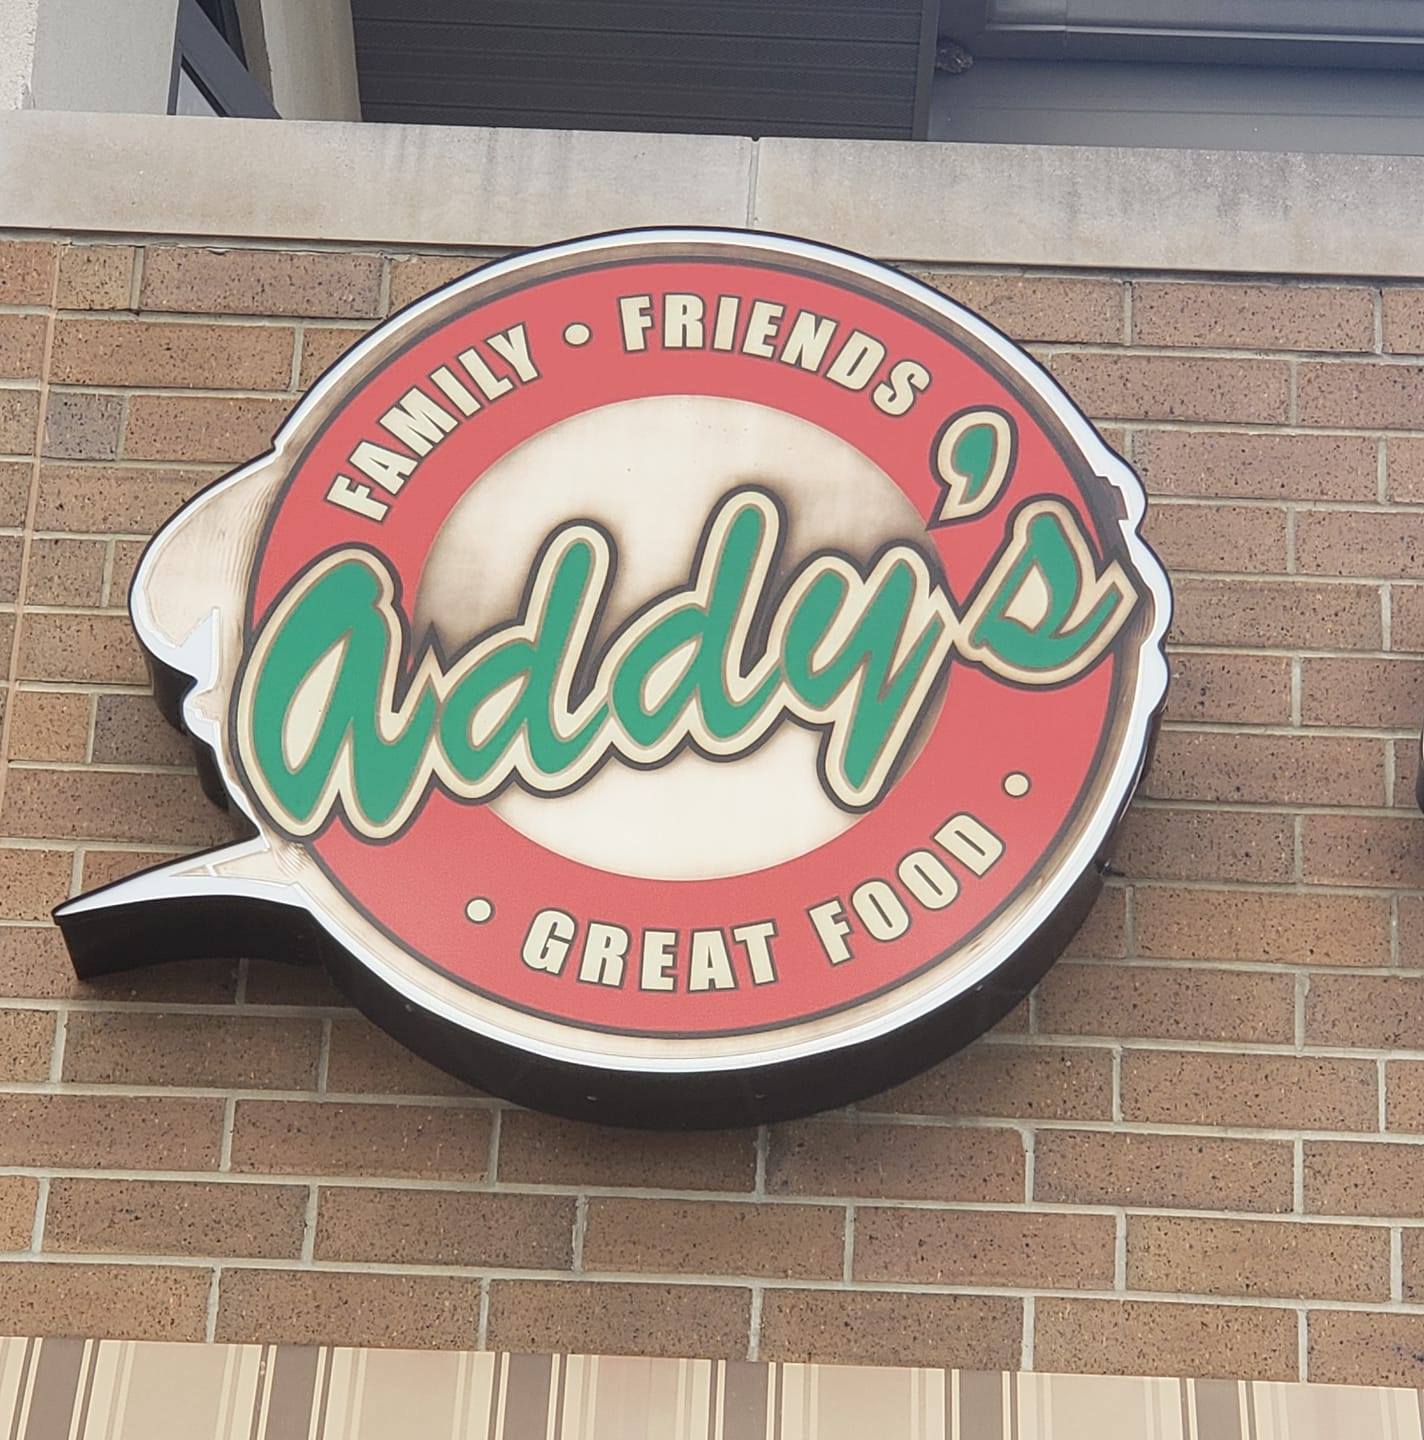 FAMILY • FRIENDS
addy's
• GREAT FOOD •